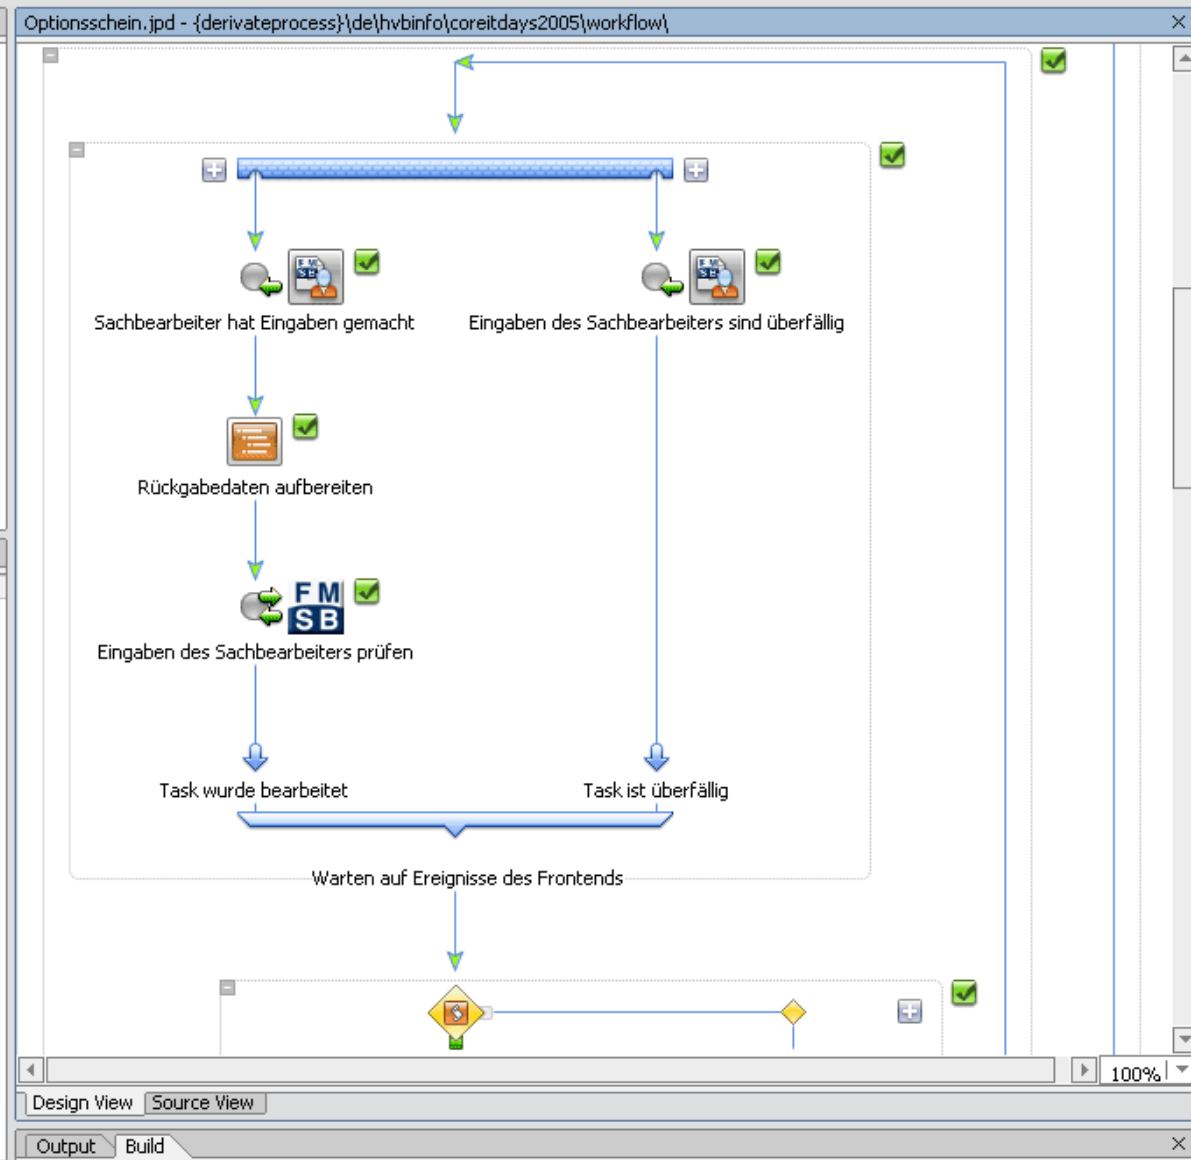 Optionsschein.jpd - {derivateprocess}\de\hvbinfo\coreitdays2005\workflow\
Sachbearbeiter hat Eingaben gemacht
Eingaben des Sachbearbeiters sind überfällig
Rückgabedaten aufbereiten
F M
S B
Eingaben des Sachbearbeiters prüfen
Task wurde bearbeitet
Task ist überfällig
Warten auf Ereignisse des Frontends
100%
Design View
Source View
Output
Build